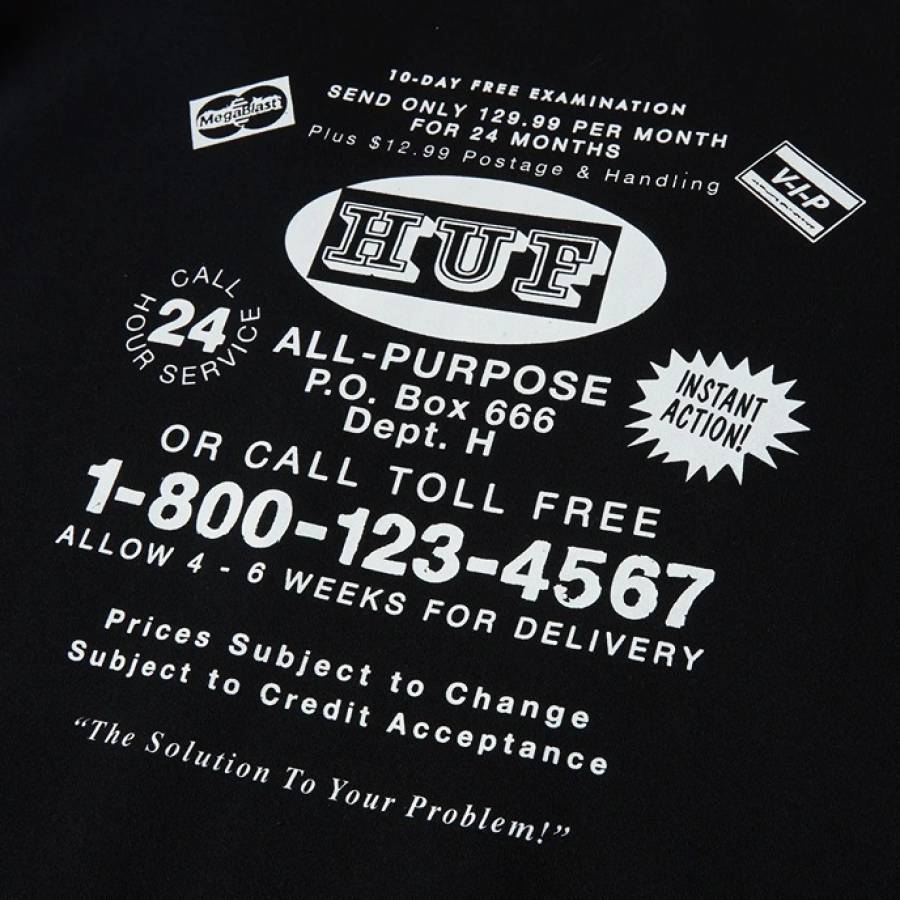 10-DAY FREE EXAMINATION
SEND ONLY 129.99 PER MONTH
FOR 24 MONTHS
Plus $12.99 Postage & Handling
MegaBlast
V-I-P
HUF
CALL
24
HOUR SERVICE
ALL-PURPOSE
P.O. Box 666
Dept. H
INSTANT
ACTION!
OR CALL TOLL FREE
1-800-123-4567
ALLOW 4 - 6 WEEKS FOR DELIVERY
Prices Subject to Change
Subject to Credit Acceptance
“The Solution To Your Problem!”